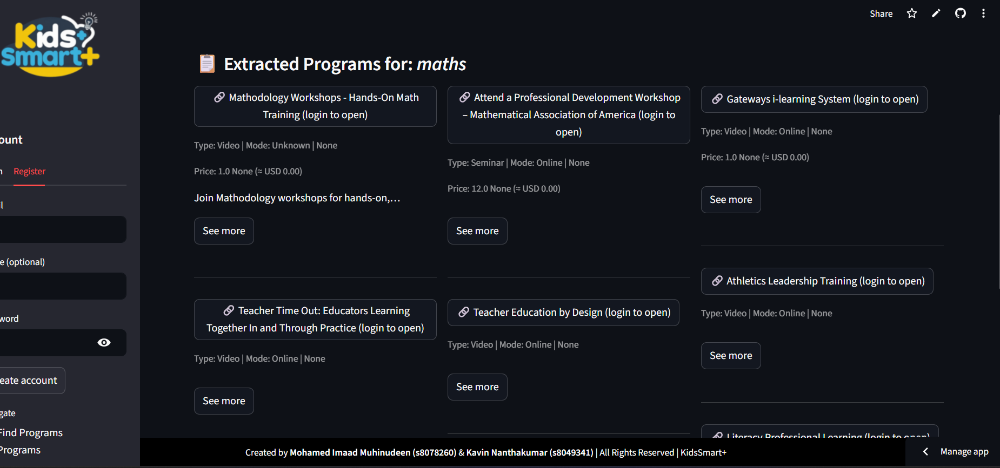 Kids
smart+
ount
n
Register
il
e (optional)
word
eate account
gate
Find Programs
Programs
Share
📋 Extracted Programs for: maths
Mathodology Workshops - Hands-On Math
Training (login to open)
Type: Video | Mode: Unknown | None
Price: 1.0 None (≈ USD 0.00)
Join Mathodology workshops for hands-on,…
See more
Teacher Time Out: Educators Learning
Together In and Through Practice (login to open)
Type: Video | Mode: Online | None
See more
Attend a Professional Development Workshop
– Mathematical Association of America (login to
open)
Type: Seminar | Mode: Online | None
Price: 12.0 None (≈ USD 0.00)
See more
Teacher Education by Design (login to open)
Type: Video | Mode: Online | None
See more
Gateways i-learning System (login to open)
Type: Video | Mode: Online | None
Price: 1.0 None (≈ USD 0.00)
See more
Athletics Leadership Training (login to open)
Type: Video | Mode: Online | None
See more
Literacy Professional Learning (login to open)
Created by Mohamed Imaad Muhinudeen (s8078260) & Kavin Nanthakumar (s8049341) | All Rights Reserved | KidsSmart+
Manage app